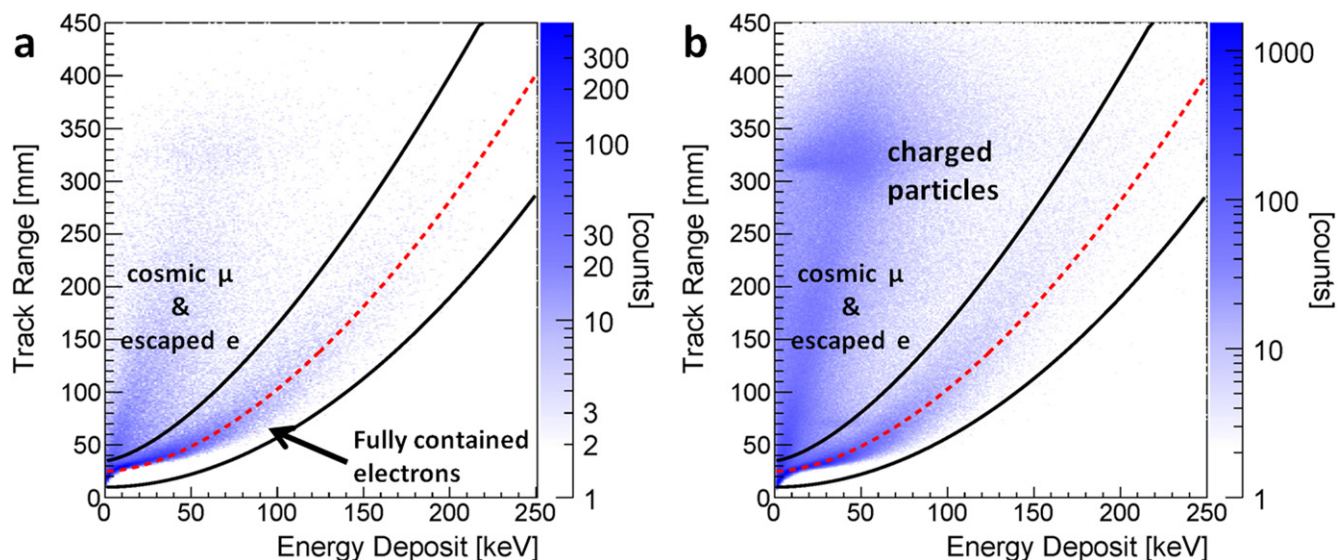 a
450
400
350
300
250
200
150
100
50
0
Track Range [mm]
cosmic μ
&
escaped e
Fully contained
electrons
0 50 100 150 200 250
Energy Deposit [keV]
300
200
100
30
20
10
3
2
1
[counts]
b
450
400
350
300
250
200
150
100
50
0
Track Range [mm]
charged
particles
cosmic μ
&
escaped e
0 50 100 150 200 250
Energy Deposit [keV]
1000
100
10
1
[counts]